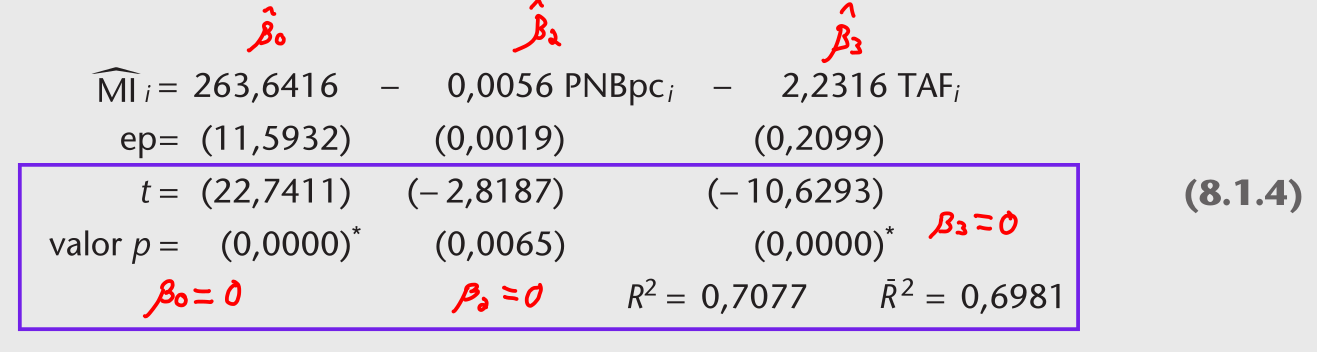 β̂₀ β̂₂ β̂₃
M̂I i = 263,6416 – 0,0056 PNBpc i – 2,2316 TAF i
ep= (11,5932) (0,0019) (0,2099)
t = (22,7411) (– 2,8187) (– 10,6293) (8.1.4)
β₃=0
valor p = (0,0000)* (0,0065) (0,0000)*
β₀=0 β₂=0 R² = 0,7077 R̄² = 0,6981